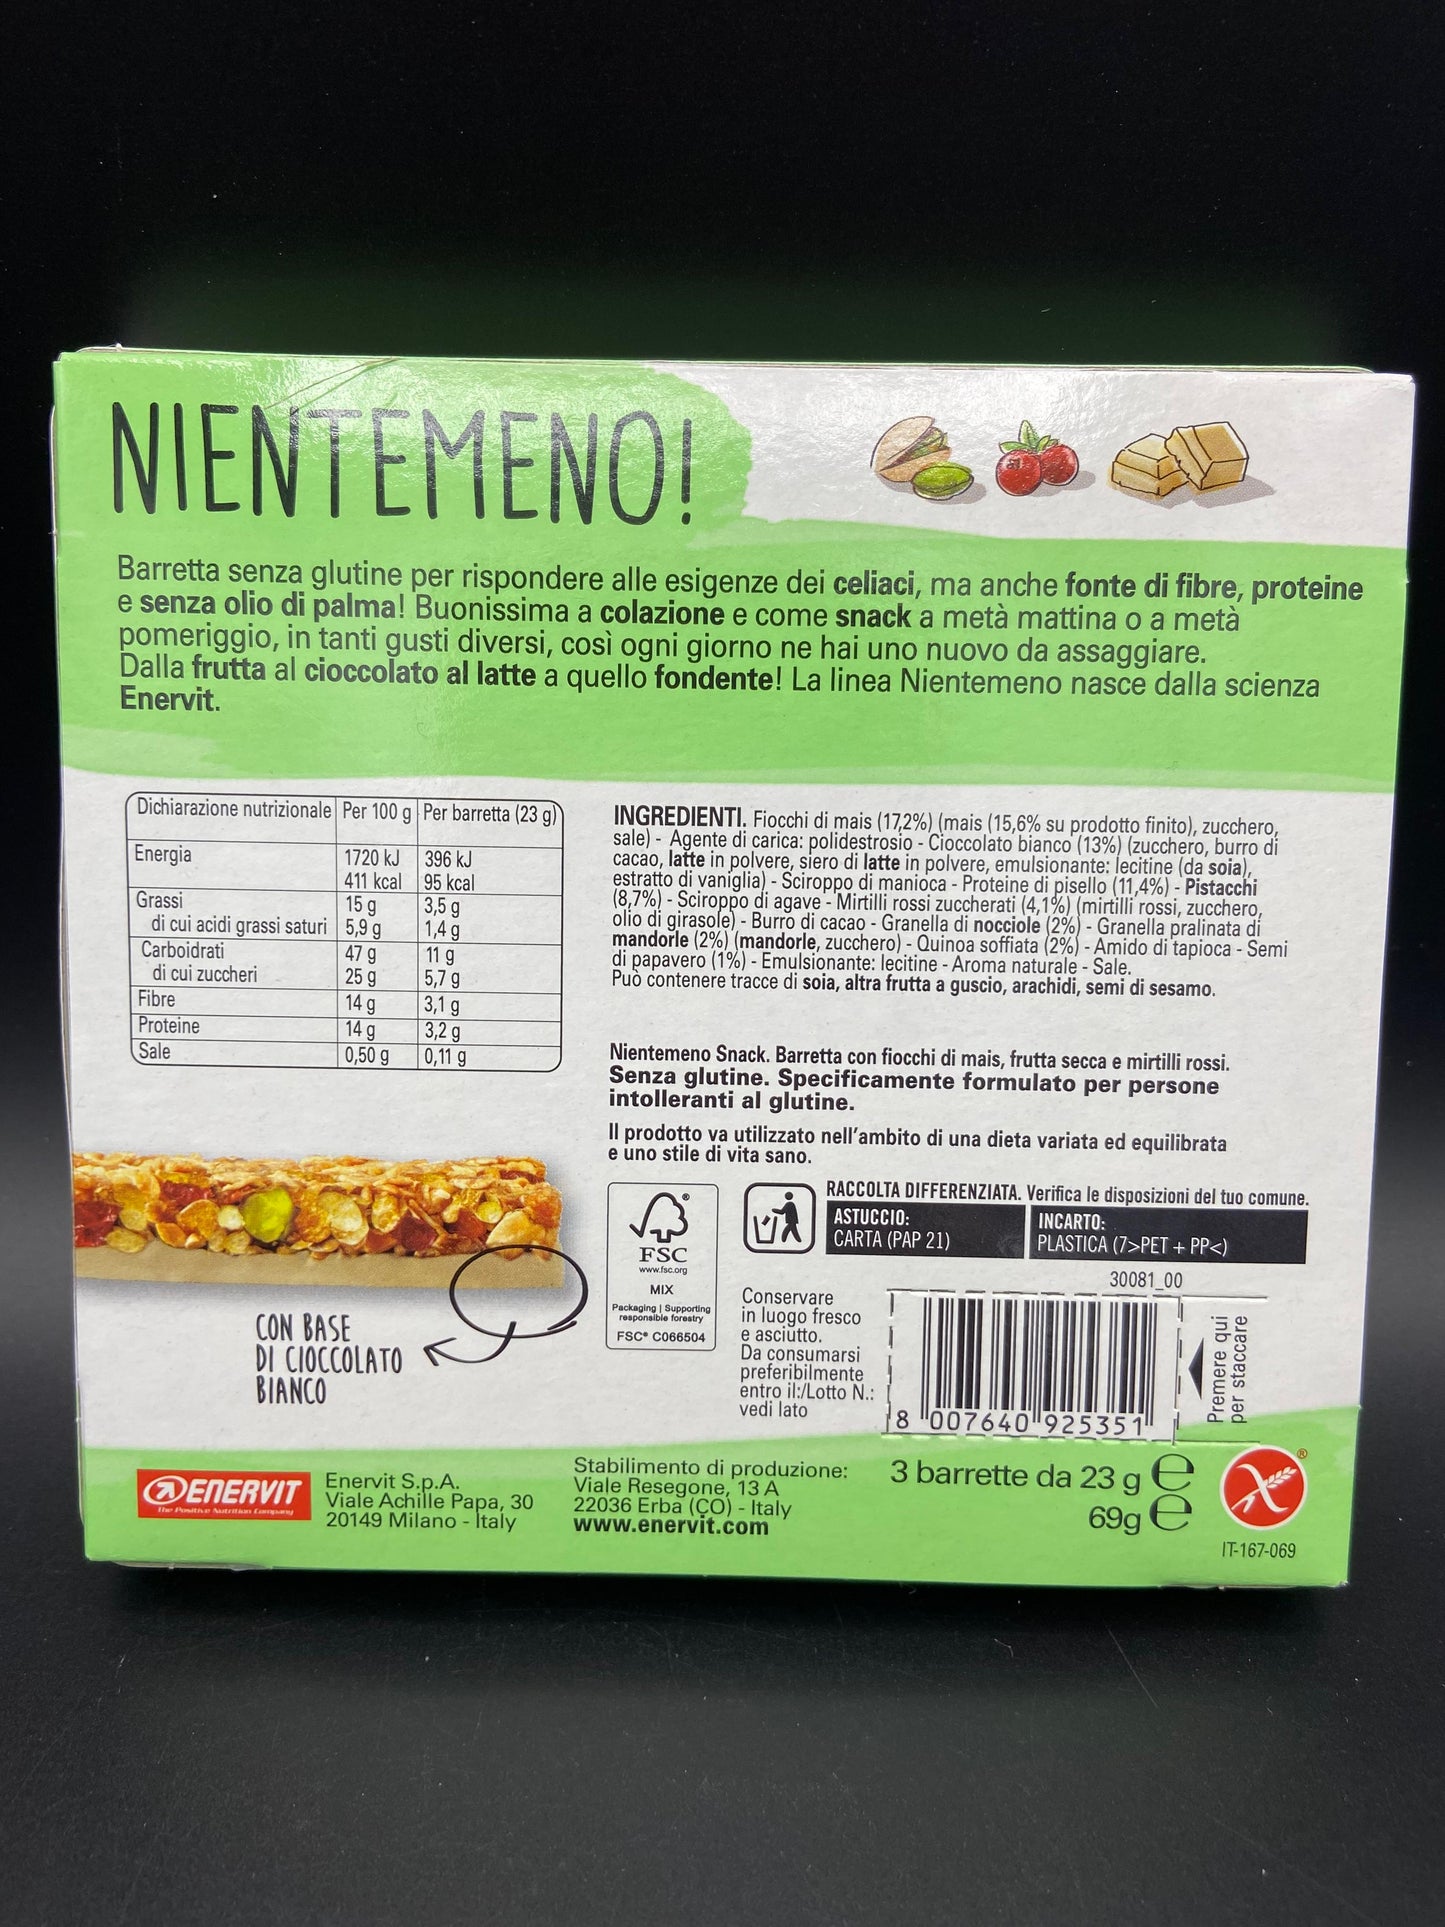 NIENTEMENO!
Barretta senza glutine per rispondere alle esigenze dei celiaci, ma anche fonte di fibre, proteine
e senza olio di palma! Buonissima a colazione e come snack a metà mattina o a metà
pomeriggio, in tanti gusti diversi, così ogni giorno ne hai uno nuovo da assaggiare.
Dalla frutta al cioccolato al latte a quello fondente! La linea Nientemeno nasce dalla scienza
Enervit.
Dichiarazione nutrizionale Per 100 g Per barretta (23 g)
Energia 1720 kJ 396 kJ
411 kcal 95 kcal
Grassi 15 g 3,5 g
di cui acidi grassi saturi 5,9 g 1,4 g
Carboidrati 47 g 11 g
di cui zuccheri 25 g 5,7 g
Fibre 14 g 3,1 g
Proteine 14 g 3,2 g
Sale 0,50 g 0,11 g
INGREDIENTI. Fiocchi di mais (17,2%) (mais (15,6% su prodotto finito), zucchero,
sale) - Agente di carica: polidestrosio - Cioccolato bianco (13%) (zucchero, burro di
cacao, latte in polvere, siero di latte in polvere, emulsionante: lecitine (da soia),
estratto di vaniglia) - Sciroppo di manioca - Proteine di pisello (11,4%) - Pistacchi
(8,7%) - Sciroppo di agave - Mirtilli rossi zuccherati (4,1%) (mirtilli rossi, zucchero,
olio di girasole) - Burro di cacao - Granella di nocciole (2%) - Granella pralinata di
mandorle (2%) (mandorle, zucchero) - Quinoa soffiata (2%) - Amido di tapioca - Semi
di papavero (1%) - Emulsionante: lecitine - Aroma naturale - Sale.
Può contenere tracce di soia, altra frutta a guscio, arachidi, semi di sesamo.
Nientemeno Snack. Barretta con fiocchi di mais, frutta secca e mirtilli rossi.
Senza glutine. Specificamente formulato per persone
intolleranti al glutine.
Il prodotto va utilizzato nell'ambito di una dieta variata ed equilibrata
e uno stile di vita sano.
CON BASE
DI CIOCCOLATO
BIANCO
FSC
www.fsc.org
MIX
Packaging | Supporting
responsible forestry
FSC® C066504
RACCOLTA DIFFERENZIATA. Verifica le disposizioni del tuo comune.
ASTUCCIO:
CARTA (PAP 21)
INCARTO:
PLASTICA (7>PET + PP<)
30081_00
Conservare
in luogo fresco
e asciutto.
Da consumarsi
preferibilmente
entro il:/Lotto N.:
vedi lato
8 007640 925351
Premere qui
per staccare
ENERVIT
The Positive Nutrition Company
Enervit S.p.A.
Viale Achille Papa, 30
20149 Milano - Italy
Stabilimento di produzione:
Viale Resegone, 13 A
22036 Erba (CO) - Italy
www.enervit.com
3 barrette da 23 g e
69g e
®
IT-167-069